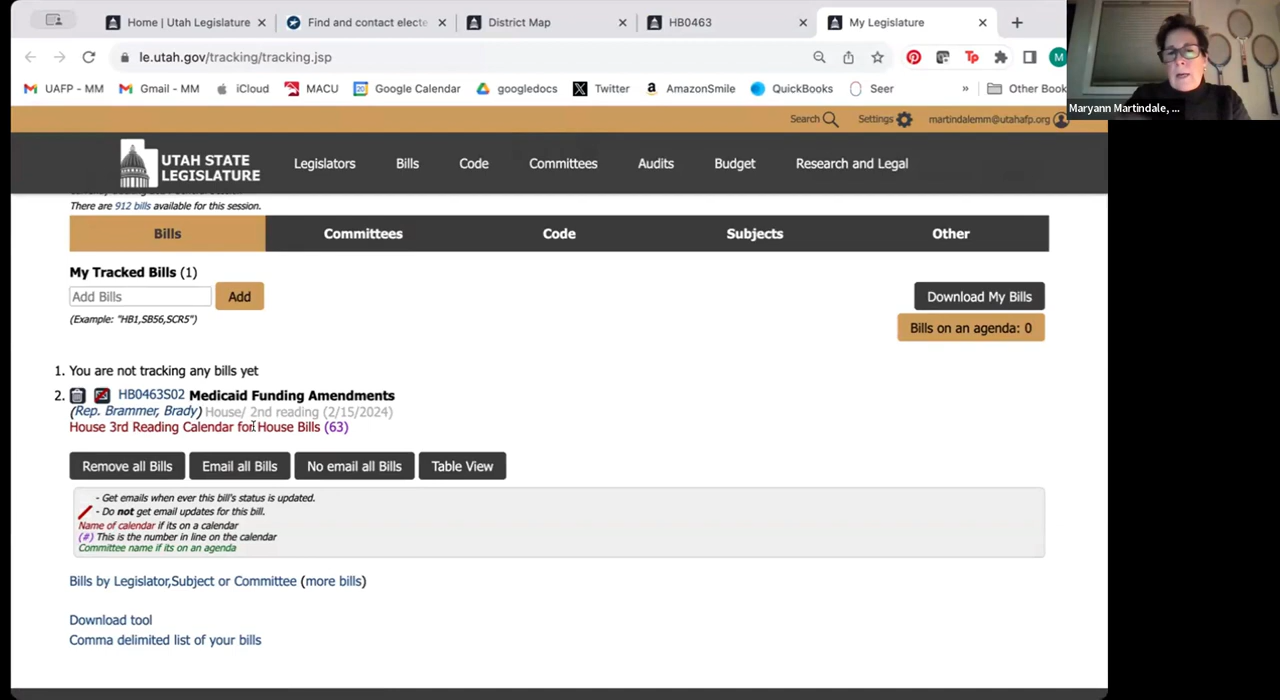 Home | Utah Legislature
Find and contact electe
District Map
HB0463
My Legislature
le.utah.gov/tracking/tracking.jsp
Tp
M
UAFP - MM
Gmail - MM
iCloud
MACU
Google Calendar
googledocs
Twitter
AmazonSmile
QuickBooks
Seer
»
Other Book
Maryann Martindale, ...
Search
Settings
martindalemm@utahafp.org
UTAH STATE
LEGISLATURE
Legislators
Bills
Code
Committees
Audits
Budget
Research and Legal
There are 912 bills available for this session.
Bills
Committees
Code
Subjects
Other
My Tracked Bills (1)
Add Bills
Add
Download My Bills
(Example: "HB1,SB56,SCR5")
Bills on an agenda: 0
1. You are not tracking any bills yet
2. HB0463S02 Medicaid Funding Amendments
(Rep. Brammer, Brady) House/ 2nd reading (2/15/2024)
House 3rd Reading Calendar for House Bills (63)
Remove all Bills
Email all Bills
No email all Bills
Table View
- Get emails when ever this bill's status is updated.
- Do not get email updates for this bill.
Name of calendar if its on a calendar
(#) This is the number in line on the calendar
Committee name if its on an agenda
Bills by Legislator,Subject or Committee (more bills)
Download tool
Comma delimited list of your bills